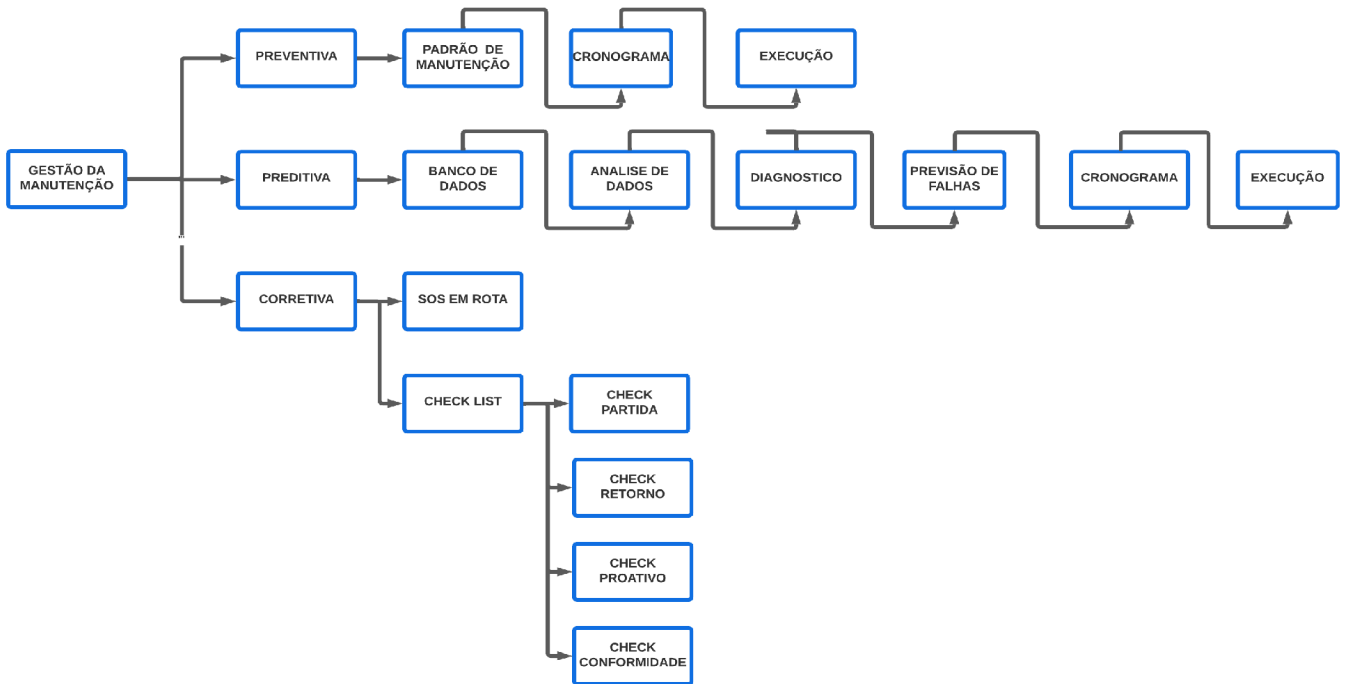 PREVENTIVA
PADRÃO DE
MANUTENÇÃO
CRONOGRAMA
EXECUÇÃO
GESTÃO DA
MANUTENÇÃO
PREDITIVA
BANCO DE
DADOS
ANALISE DE
DADOS
DIAGNOSTICO
PREVISÃO DE
FALHAS
CRONOGRAMA
EXECUÇÃO
CORRETIVA
SOS EM ROTA
CHECK LIST
CHECK
PARTIDA
CHECK
RETORNO
CHECK
PROATIVO
CHECK
CONFORMIDADE